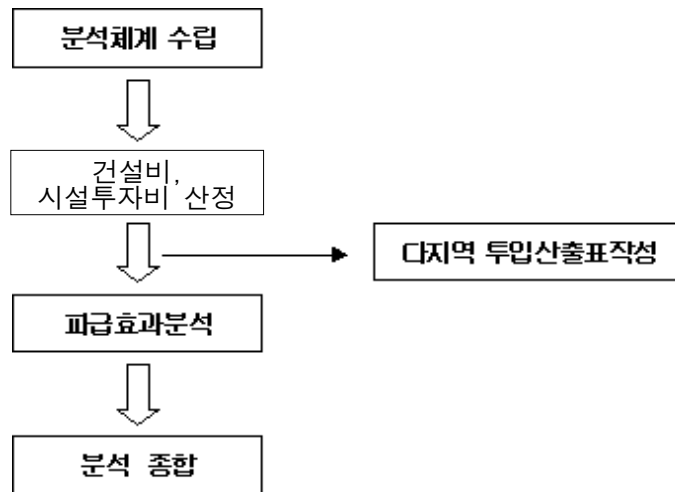 분석체계 수립
건설비,
시설투자비 산정
다지역 투입산출표작성
파급효과분석
분석 종합